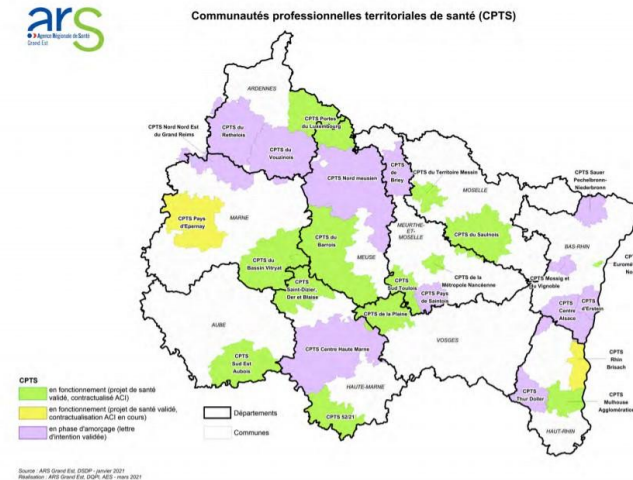 ars
Agence Régionale de Santé
Grand Est
Communautés professionnelles territoriales de santé (CPTS)
ARDENNES
CPTS Portes
du Luxembourg
CPTS Nord Nord Est
du Grand Reims
CPTS du
Rethelois
CPTS du
Vouzinois
CPTS Nord meusien
CPTS
de
Briey
CPTS du Territoire Messin
MOSELLE
CPTS Sauer
Pechelbronn-
Niederbronn
CPTS Pays
d'Epernay
MARNE
MEURTHE-
ET-
MOSELLE
CPTS du Saulnois
BAS-RHIN
CPTS du
Barrois
MEUSE
CPTS du
Bassin Vitryat
CPTS
Saint-Dizier,
Der et Blaise
CPTS
Sud Toulois
CPTS de la
Métropole Nancéienne
CPTS Pays
de Saintois
CPTS Mossig et
du Vignoble
CPTS
Centre
Alsace
CPTS
d'Erstein
CPTS de la Plaine
AUBE
CPTS
Sud Est
Aubois
CPTS Centre Haute Marne
VOSGES
HAUTE-MARNE
CPTS 52/21
CPTS
Rhin
Brisach
CPTS
Thur Doller
CPTS
Mulhouse
Agglomération
HAUT-RHIN
CPTS
en fonctionnement (projet de santé
validé, contractualisé ACI)
en fonctionnement (projet de santé validé,
contractualisation ACI en cours)
en phase d'amorçage (lettre
d'intention validée)
Départements
Communes
Source : ARS Grand Est, DSDP - janvier 2021
Réalisation : ARS Grand Est, DQPI, AES - mars 2021